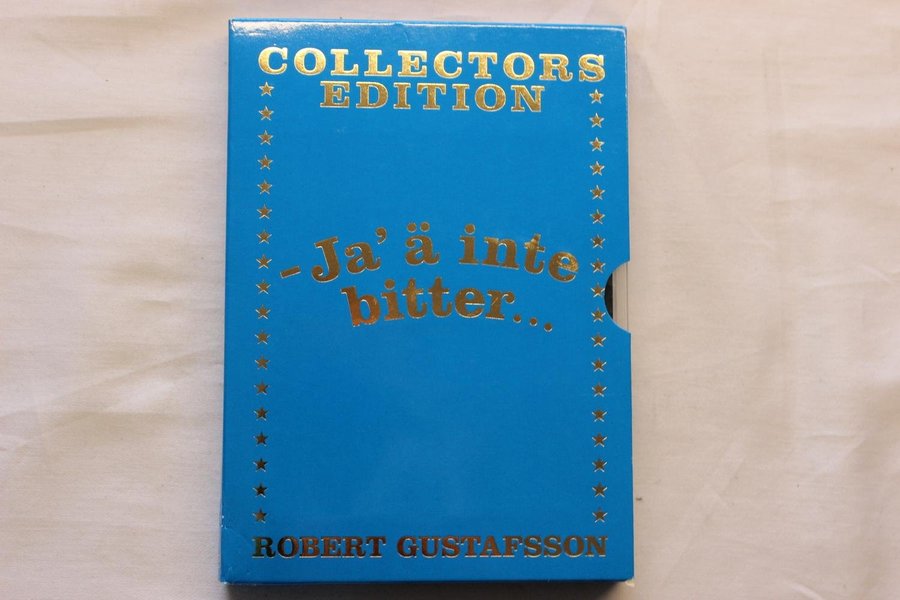 COLLECTORS
EDITION
- Ja' ä inte
bitter...
ROBERT GUSTAFSSON